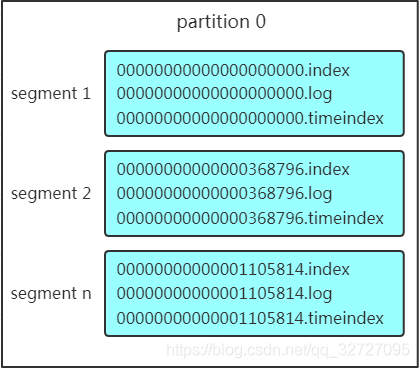 partition 0
segment 1
00000000000000000000.index
00000000000000000000.log
00000000000000000000.timeindex
segment 2
00000000000000368796.index
00000000000000368796.log
00000000000000368796.timeindex
segment n
00000000000001105814.index
00000000000001105814.log
00000000000001105814.timeindex
https://blog.csdn.net/qq_32727095